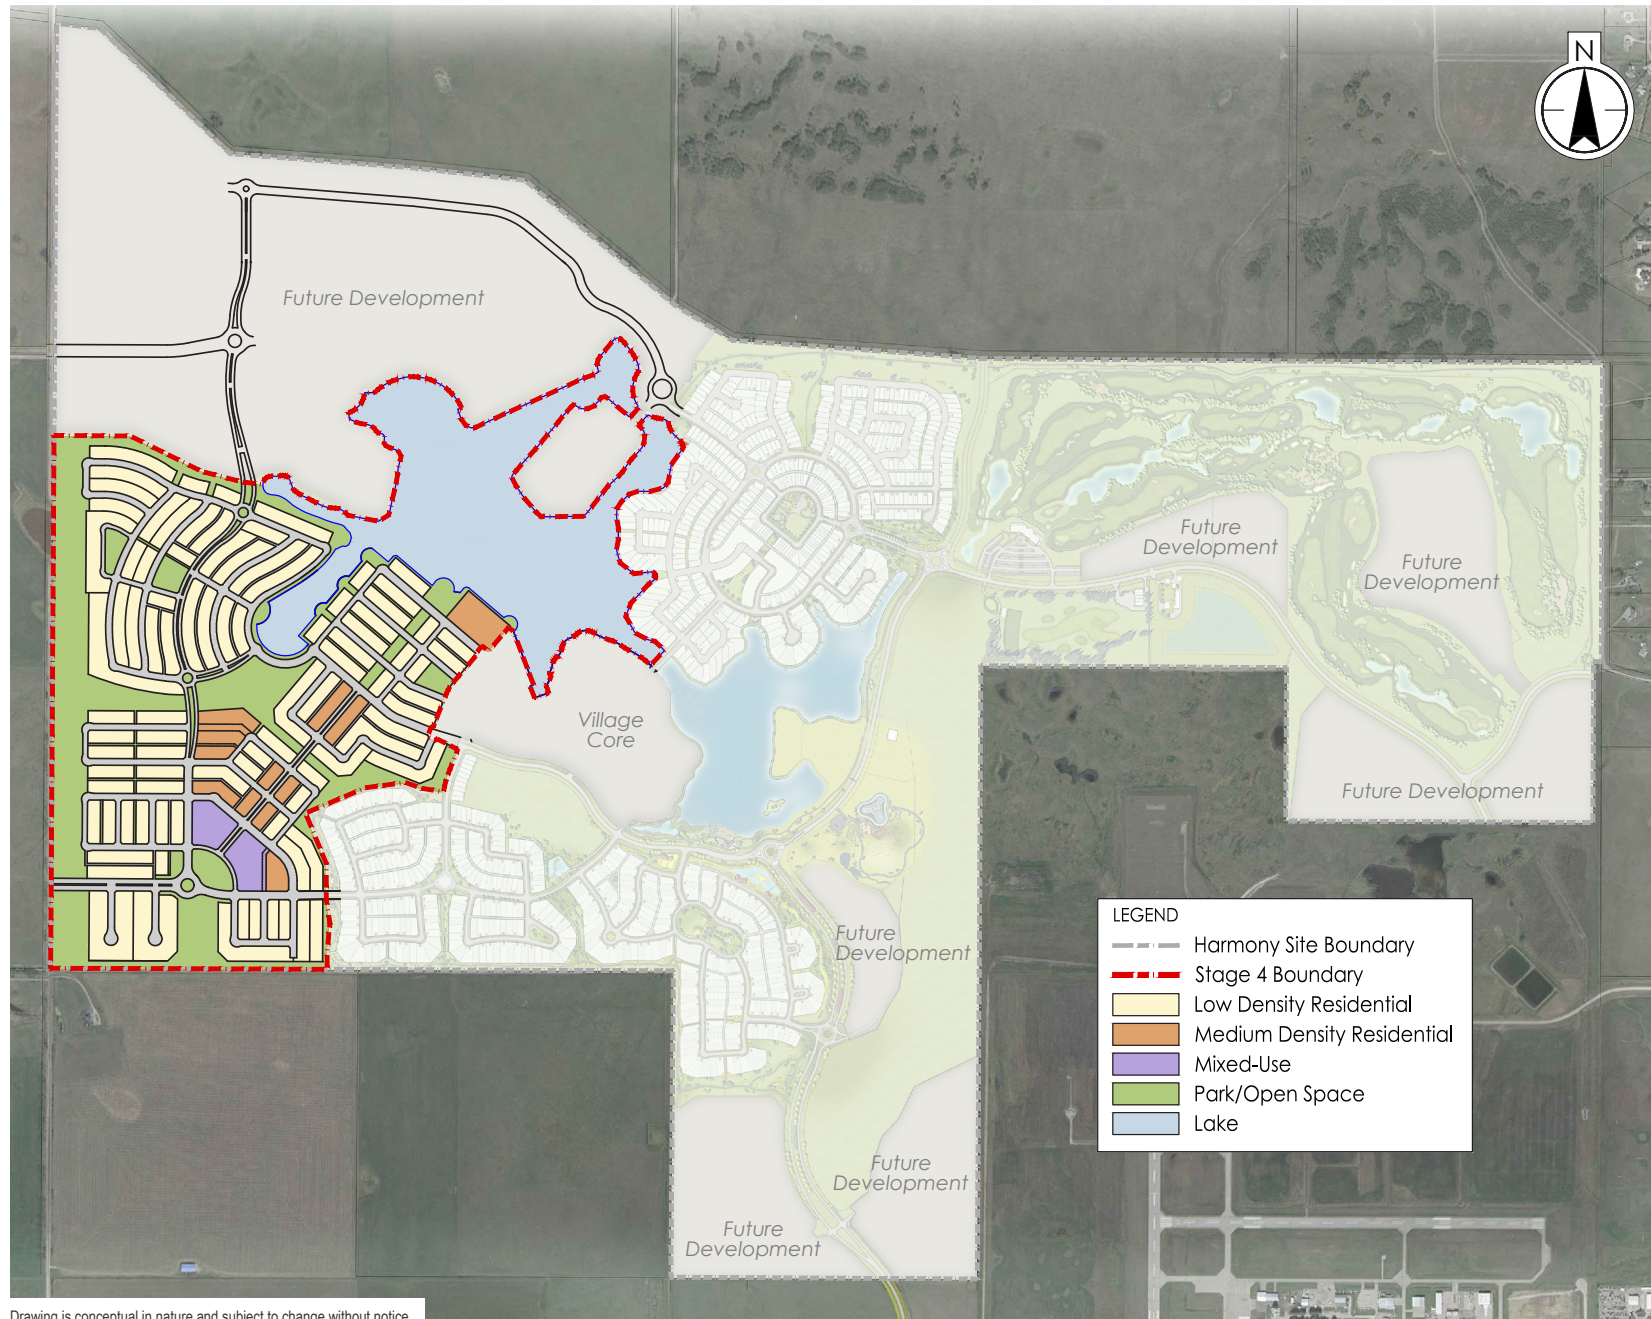 N
Future Development
Future
Development
Future
Development
Village
Core
Future Development
Future
Development
Future
Development
Future
Development
LEGEND
Harmony Site Boundary
Stage 4 Boundary
Low Density Residential
Medium Density Residential
Mixed-Use
Park/Open Space
Lake
Drawing is conceptual in nature and subject to change without notice